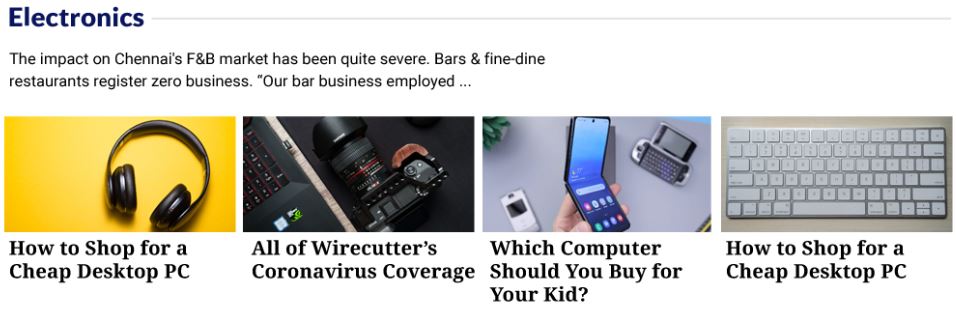 Electronics
The impact on Chennai's F&B market has been quite severe. Bars & fine-dine
restaurants register zero business. “Our bar business employed ...
How to Shop for a
Cheap Desktop PC
All of Wirecutter’s
Coronavirus Coverage
Which Computer
Should You Buy for
Your Kid?
How to Shop for a
Cheap Desktop PC